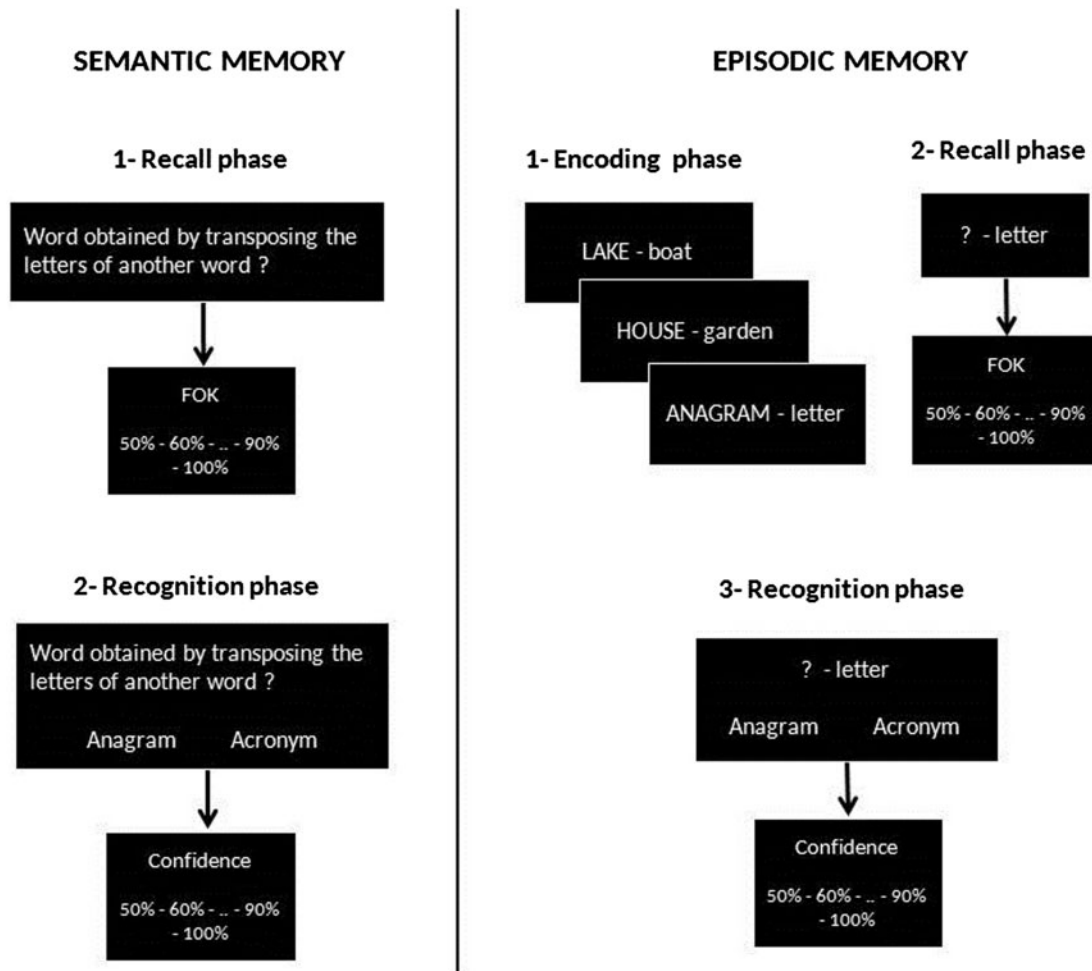 SEMANTIC MEMORY
1- Recall phase
Word obtained by transposing the
letters of another word ?
FOK
50% - 60% - .. - 90%
- 100%
2- Recognition phase
Word obtained by transposing the
letters of another word ?
Anagram Acronym
Confidence
50% - 60% - .. - 90%
- 100%
EPISODIC MEMORY
1- Encoding phase
LAKE - boat
HOUSE - garden
ANAGRAM - letter
2- Recall phase
? - letter
FOK
50% - 60% - .. - 90%
- 100%
3- Recognition phase
? - letter
Anagram Acronym
Confidence
50% - 60% - .. - 90%
- 100%